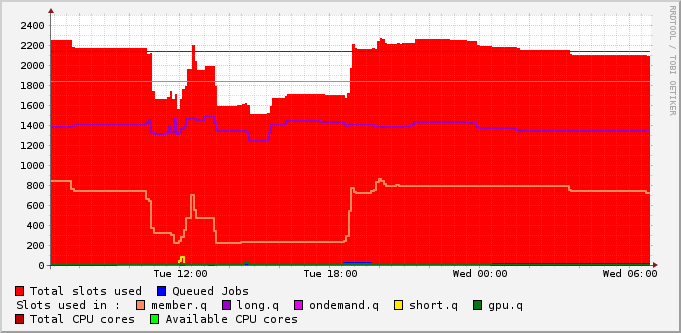 RRDTOOL / TOBI OETIKER
2400
2200
2000
1800
1600
1400
1200
1000
800
600
400
200
0
Tue 12:00 Tue 18:00 Wed 00:00 Wed 06:00
Total slots used Queued Jobs
Slots used in : member.q long.q ondemand.q short.q gpu.q
Total CPU cores Available CPU cores